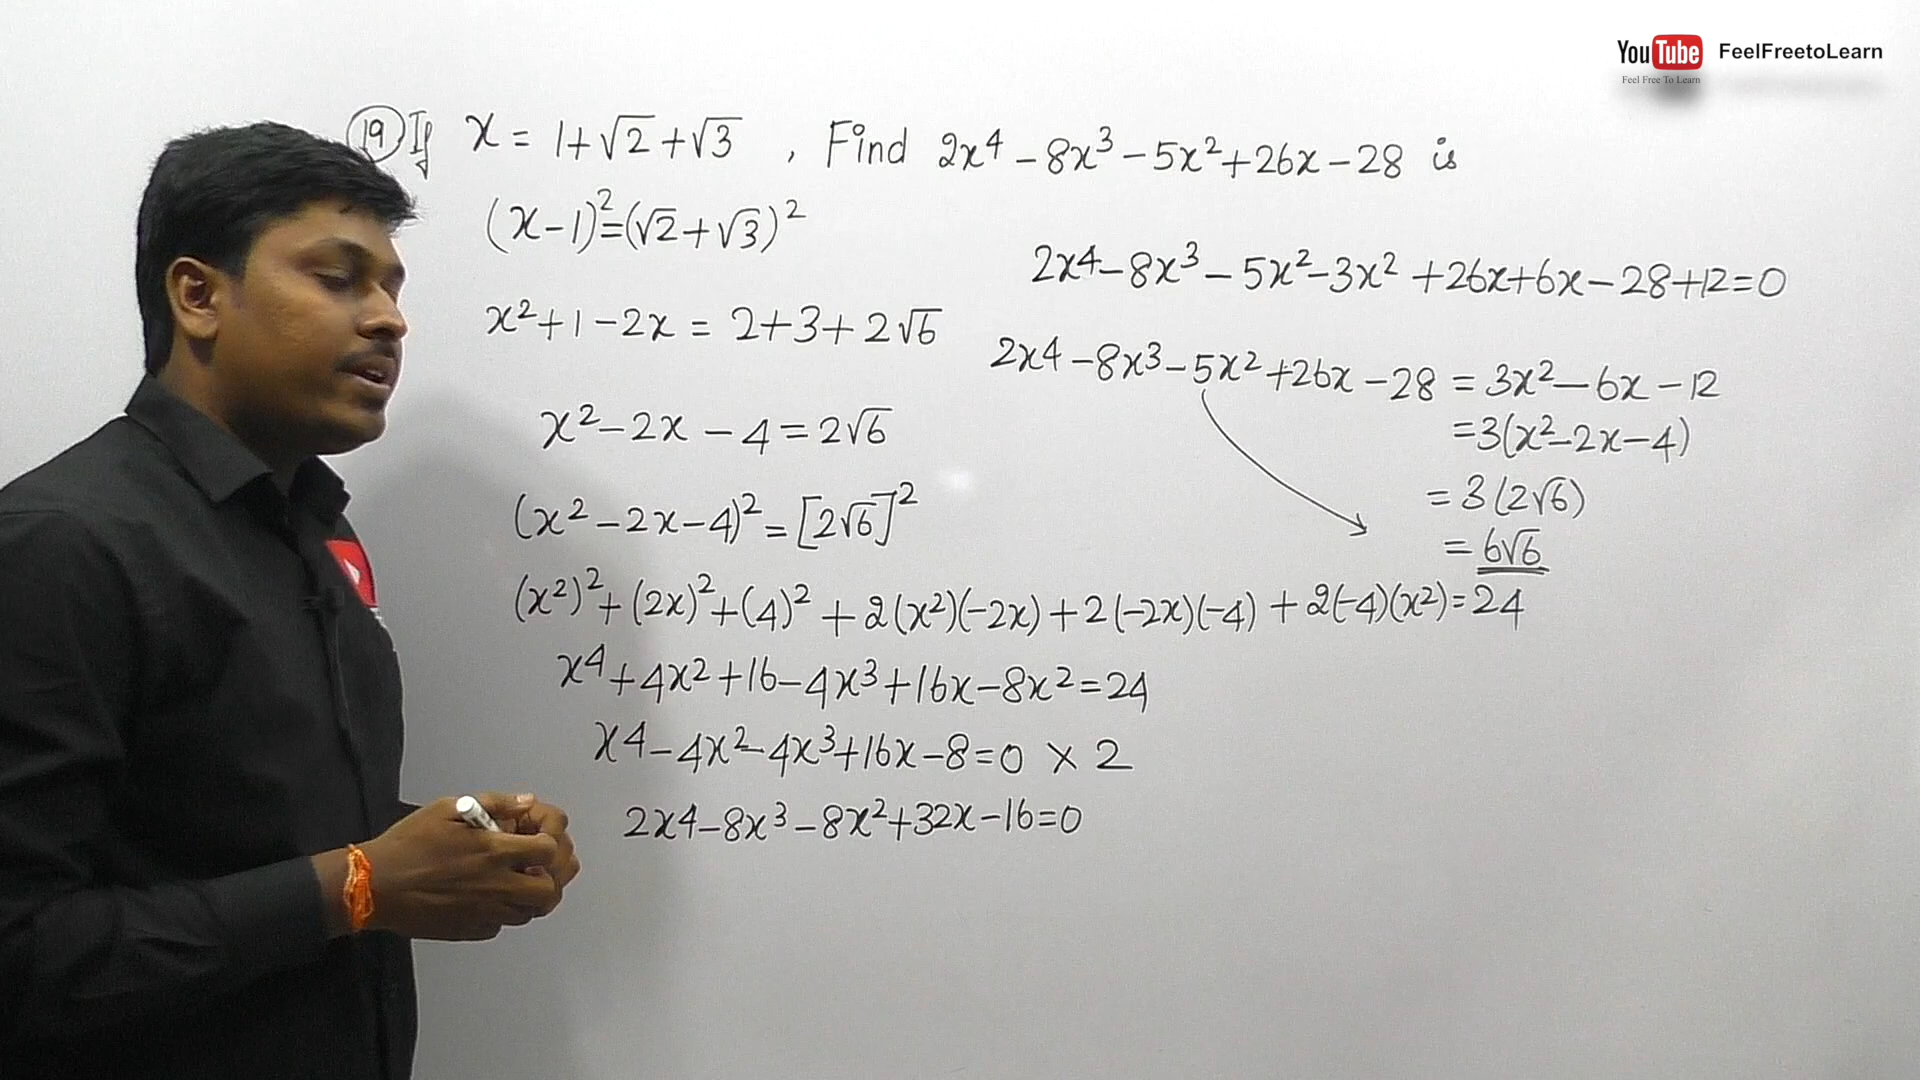 YouTube FeelFreetoLearn
Feel Free To Learn
19 If x = 1+√2+√3 , Find 2x⁴-8x³-5x²+26x-28 is
(x-1)²=(√2+√3)²
x²+1-2x = 2+3+2√6
x²-2x-4=2√6
(x²-2x-4)²=[2√6]²
2x⁴-8x³-5x²-3x²+26x+6x-28+12=0
2x⁴-8x³-5x²+26x-28 = 3x²-6x-12
=3(x²-2x-4)
=3(2√6)
=6√6
(x²)²+(2x)²+(4)²+2(x²)(-2x)+2(-2x)(-4)+2(-4)(x²)=24
x⁴+4x²+16-4x³+16x-8x²=24
x⁴-4x²-4x³+16x-8=0 × 2
2x⁴-8x³-8x²+32x-16=0